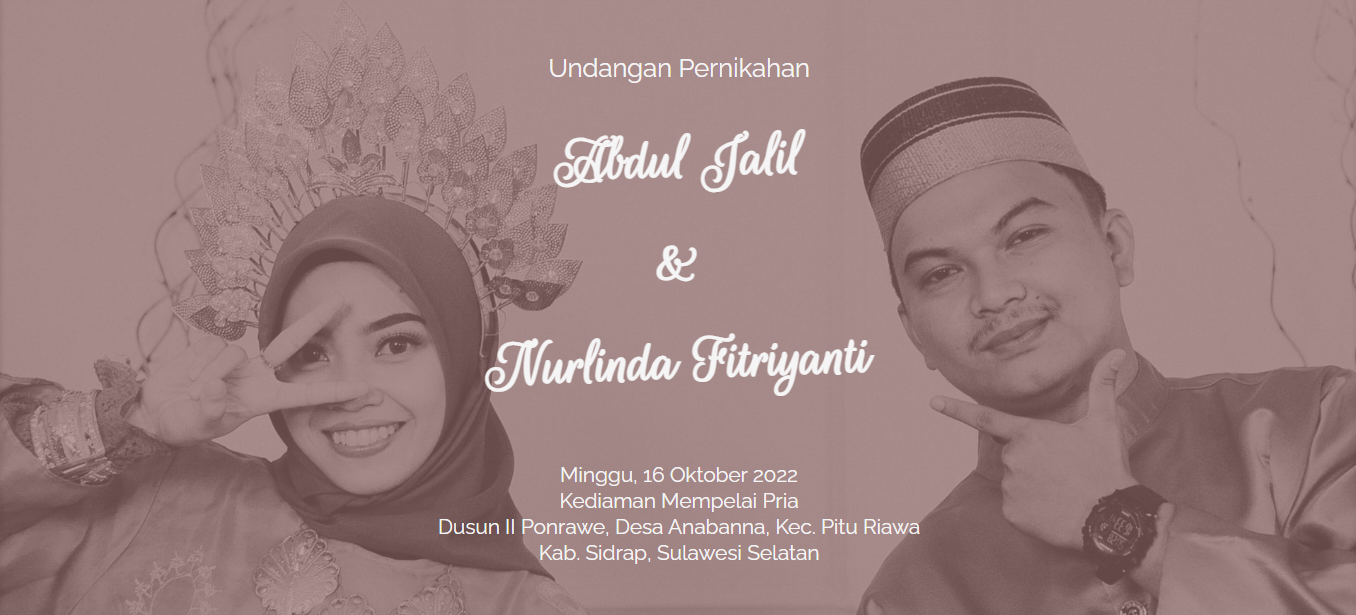 Undangan Pernikahan
Abdul Jalil
&
Nurlinda Fitriyanti
Minggu, 16 Oktober 2022
Kediaman Mempelai Pria
Dusun II Ponrawe, Desa Anabanna, Kec. Pitu Riawa
Kab. Sidrap, Sulawesi Selatan